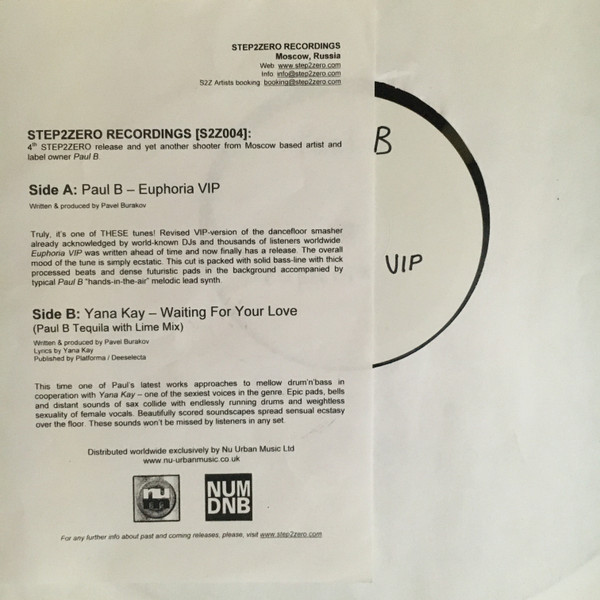 STEP2ZERO RECORDINGS
Moscow, Russia
Web www.step2zero.com
Info info@step2zero.com
S2Z Artists booking booking@step2zero.com
STEP2ZERO RECORDINGS [S2Z004]:
4th STEP2ZERO release and yet another shooter from Moscow based artist and
label owner Paul B.
Side A: Paul B – Euphoria VIP
Written & produced by Pavel Burakov
Truly, it's one of THESE tunes! Revised VIP-version of the dancefloor smasher
already acknowledged by world-known DJs and thousands of listeners worldwide.
Euphoria VIP was written ahead of time and now finally has a release. The overall
mood of the tune is simply ecstatic. This cut is packed with solid bass-line with thick
processed beats and dense futuristic pads in the background accompanied by
typical Paul B "hands-in-the-air" melodic lead synth.
Side B: Yana Kay – Waiting For Your Love
(Paul B Tequila with Lime Mix)
Written & produced by Pavel Burakov
Lyrics by Yana Kay
Published by Platforma / Deeselecta
This time one of Paul's latest works approaches to mellow drum'n'bass in
cooperation with Yana Kay – one of the sexiest voices in the genre. Epic pads, bells
and distant sounds of sax collide with endlessly running drums and weightless
sexuality of female vocals. Beautifully scored soundscapes spread sensual ecstasy
over the floor. These sounds won't be missed by listeners in any set.
Distributed worldwide exclusively by Nu Urban Music Ltd
www.nu-urbanmusic.co.uk
nu
NUM
DNB
For any further info about past and coming releases, please, visit www.step2zero.com
B
VIP